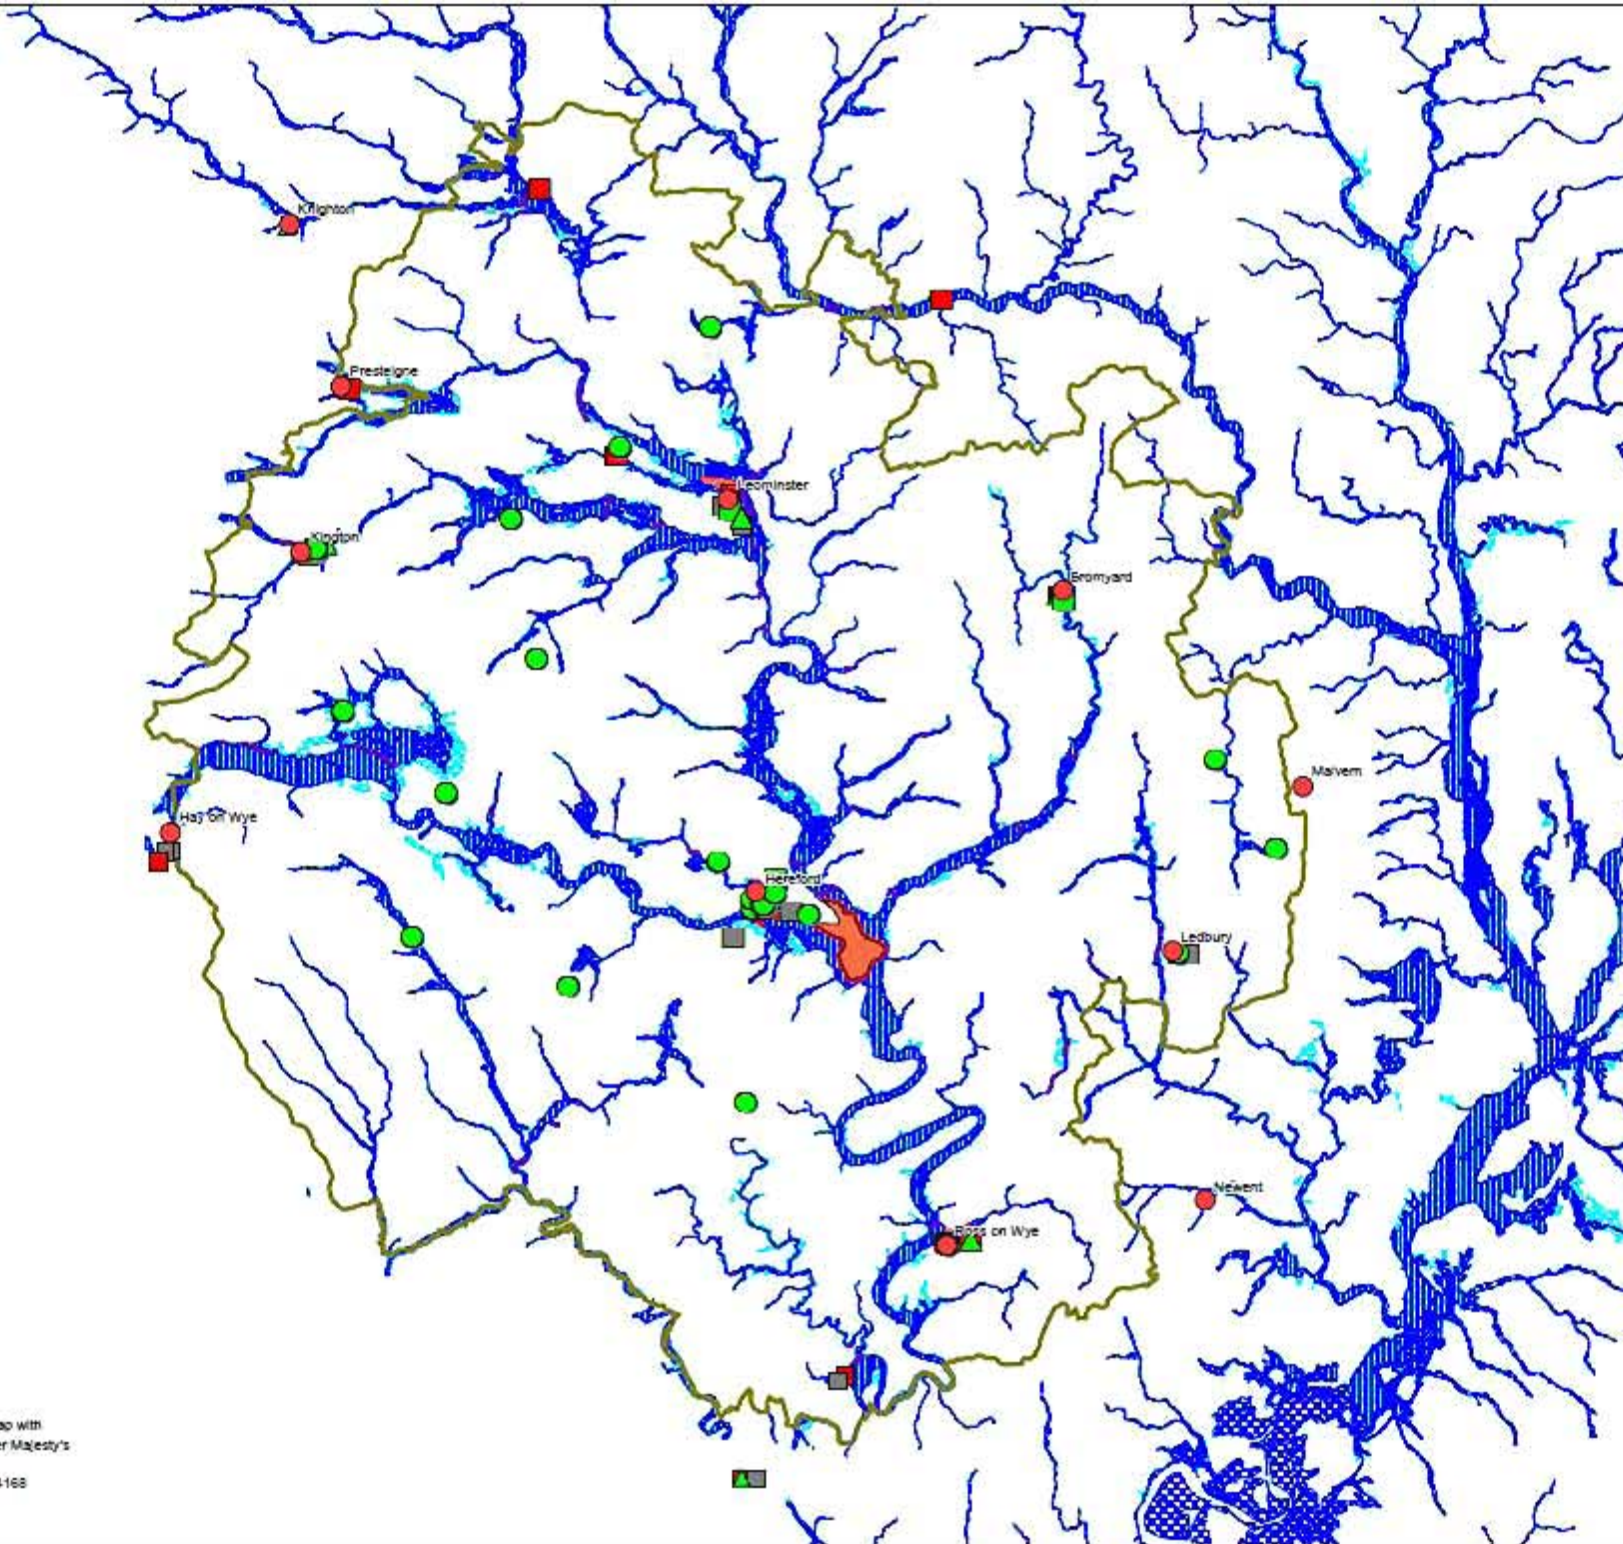 Knighton
Presteigne
Leominster
Kington
Bromyard
Malvern
Hay on Wye
Hereford
Ledbury
Newent
Ross on Wye
ap with
er Majesty's
4168